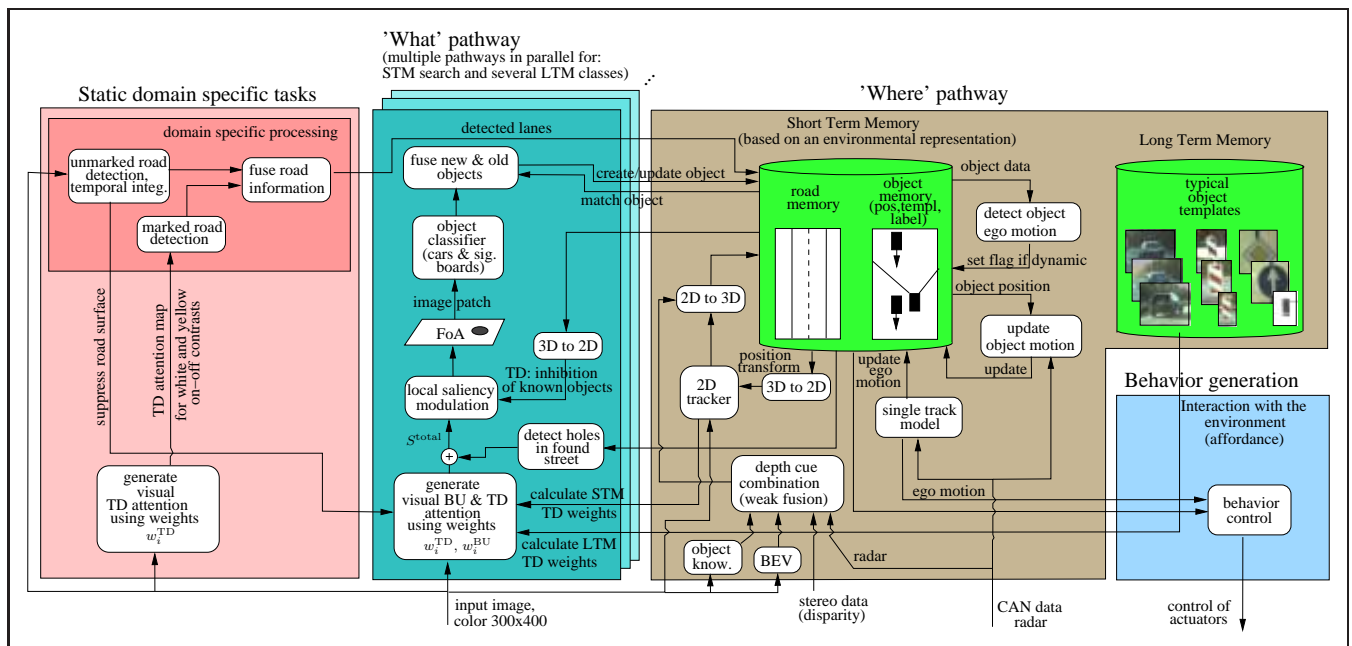 'What' pathway
(multiple pathways in parallel for:
STM search and several LTM classes)
Static domain specific tasks
domain specific processing
unmarked road
detection,
temporal integ.
fuse road
information
marked road
detection
suppress road surface
TD attention map
for white and yellow
on-off contrasts
generate
visual
TD attention
using weights
w_i^TD
detected lanes
fuse new & old
objects
object
classifier
(cars & sig.
boards)
image patch
FoA
3D to 2D
TD: inhibition
of known objects
local saliency
modulation
S^total
+
detect holes
in found
street
generate
visual BU & TD
attention
using weights
w_i^TD, w_i^BU
calculate STM
TD weights
calculate LTM
TD weights
input image,
color 300x400
'Where' pathway
Short Term Memory
(based on an environmental representation)
create/update object
match object
road
memory
object
memory
(pos,templ,
label)
object data
detect object
ego motion
set flag if dynamic
object position
update
object motion
update
2D to 3D
position
transform
3D to 2D
2D
tracker
update
ego
motion
single track
model
depth cue
combination
(weak fusion)
ego motion
object
know.
BEV
radar
stereo data
(disparity)
CAN data
radar
Long Term Memory
typical
object
templates
Behavior generation
Interaction with the
environment
(affordance)
behavior
control
control of
actuators